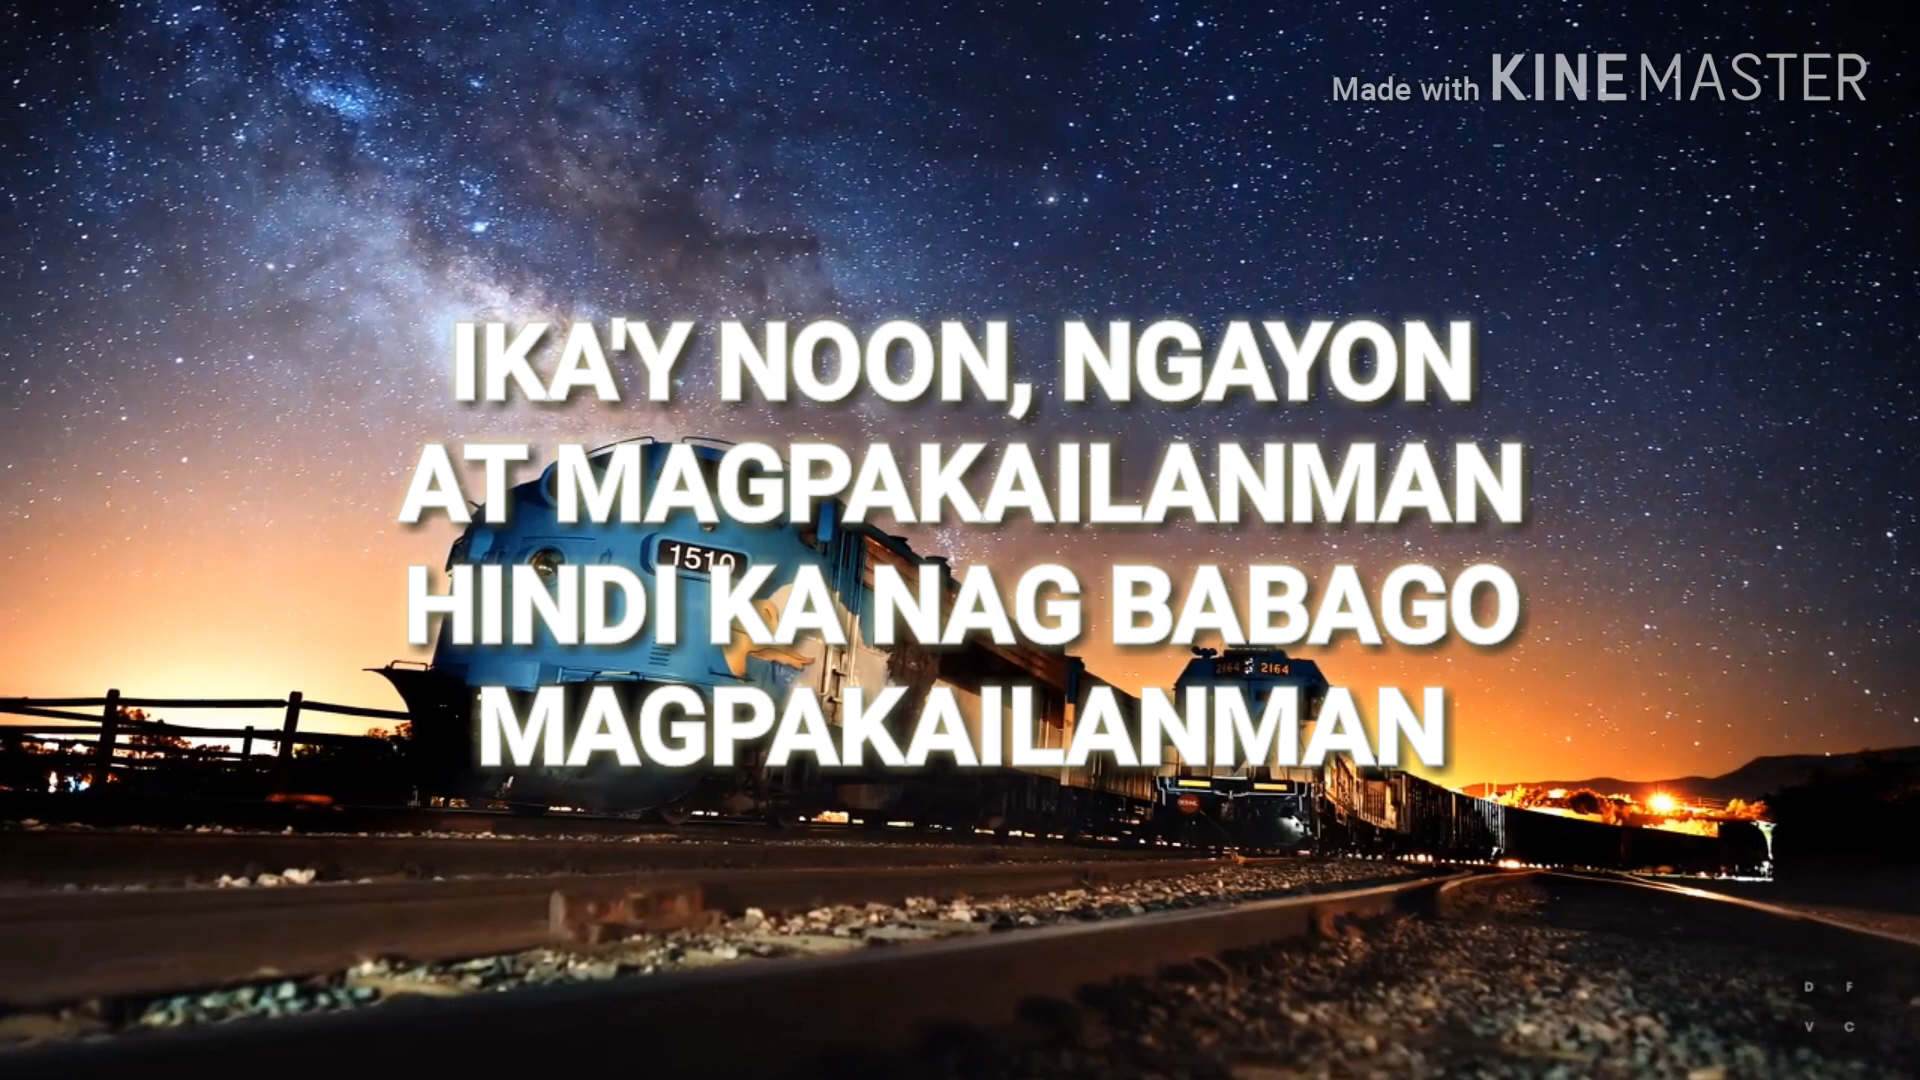 Made with KINEMASTER
IKA'Y NOON, NGAYON
AT MAGPAKAILANMAN
1510
HINDI KA NAG BABAGO
2164 2164
MAGPAKAILANMAN
D F
V C